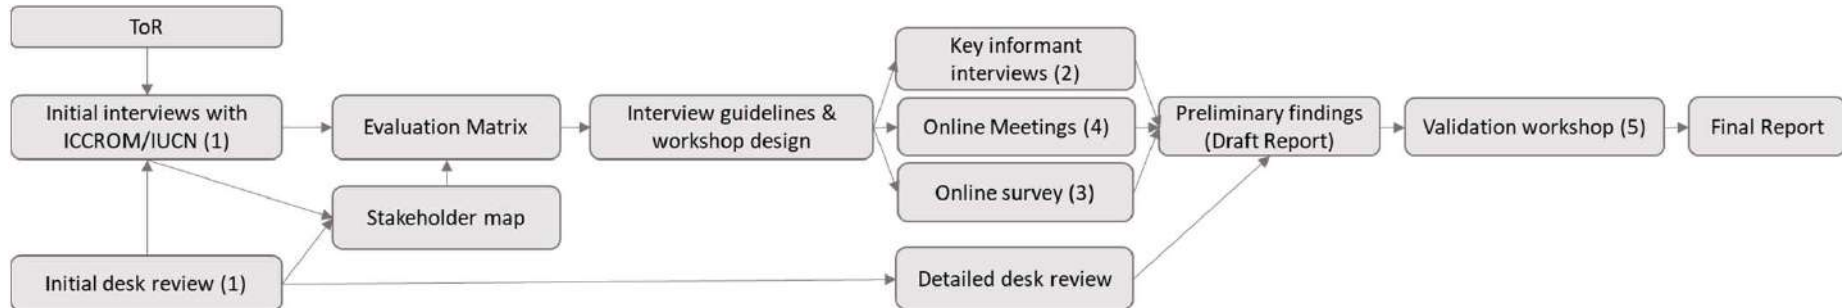 ToR
Initial interviews with
ICCROM/IUCN (1)
Evaluation Matrix
Interview guidelines &
workshop design
Key informant
interviews (2)
Online Meetings (4)
Online survey (3)
Preliminary findings
(Draft Report)
Validation workshop (5)
Final Report
Stakeholder map
Initial desk review (1)
Detailed desk review